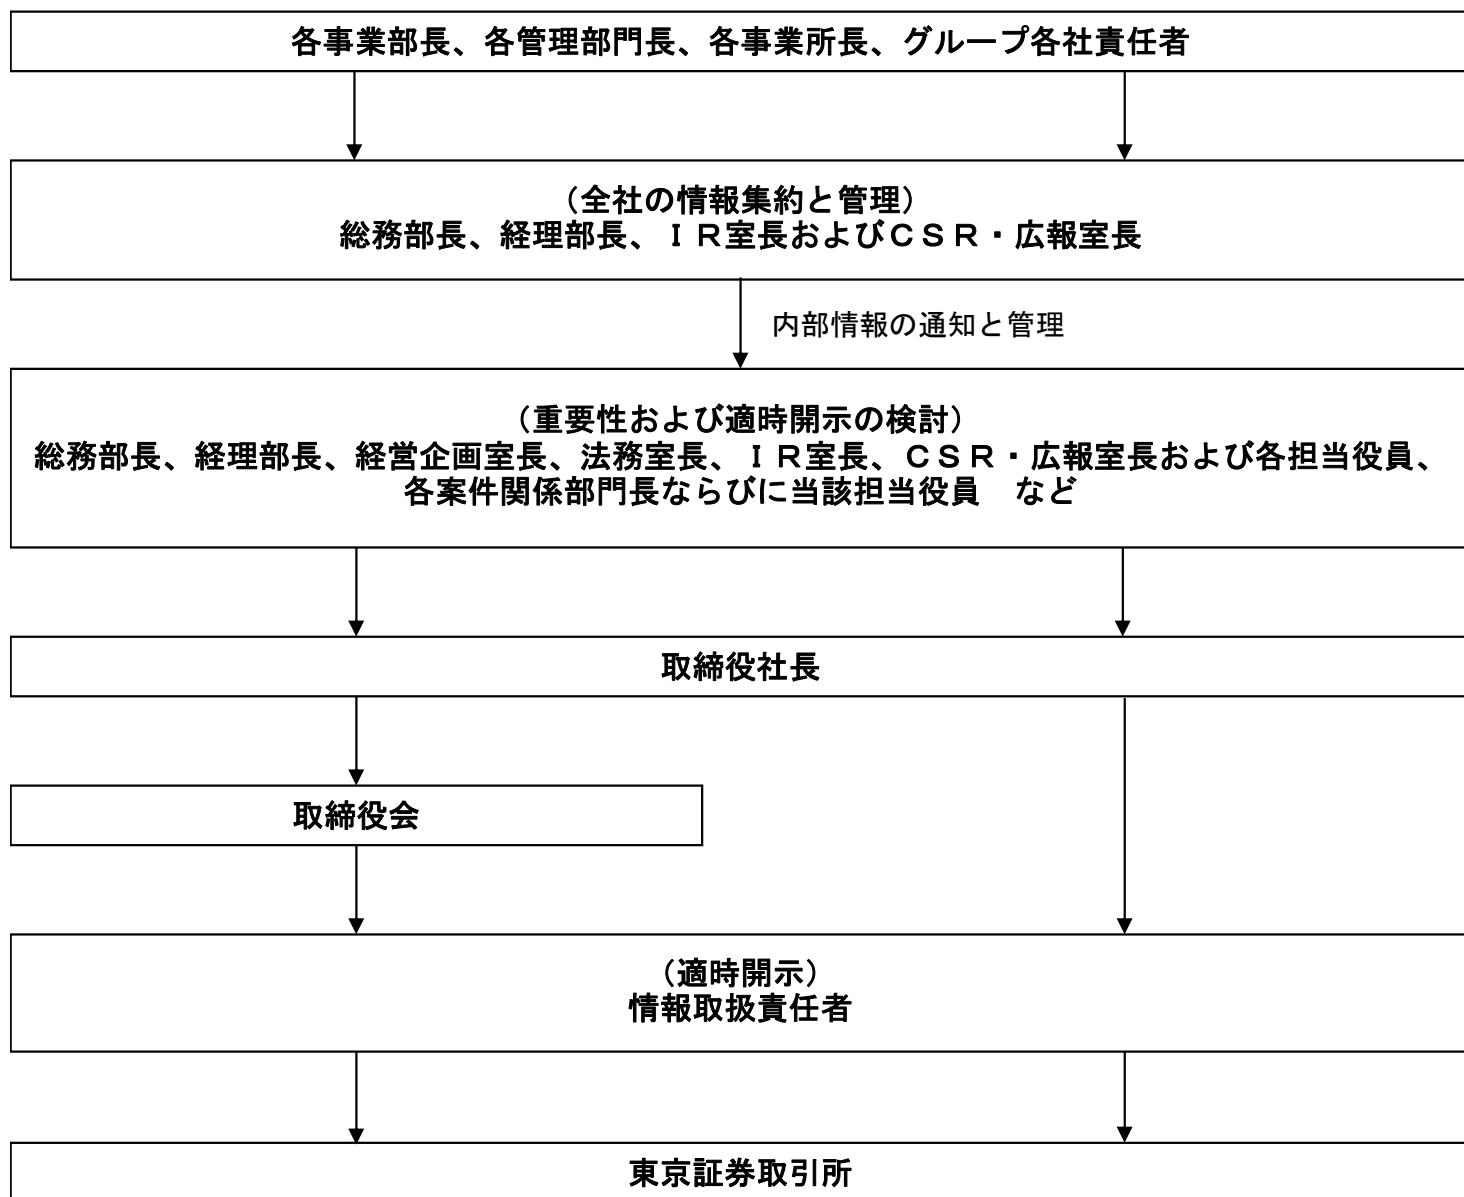 各事業部長、各管理部門長、各事業所長、グループ各社責任者
（全社の情報集約と管理）
総務部長、経理部長、ＩＲ室長およびＣＳＲ・広報室長
内部情報の通知と管理
（重要性および適時開示の検討）
総務部長、経理部長、経営企画室長、法務室長、ＩＲ室長、ＣＳＲ・広報室長および各担当役員、
各案件関係部門長ならびに当該担当役員　など
取締役社長
取締役会
（適時開示）
情報取扱責任者
東京証券取引所